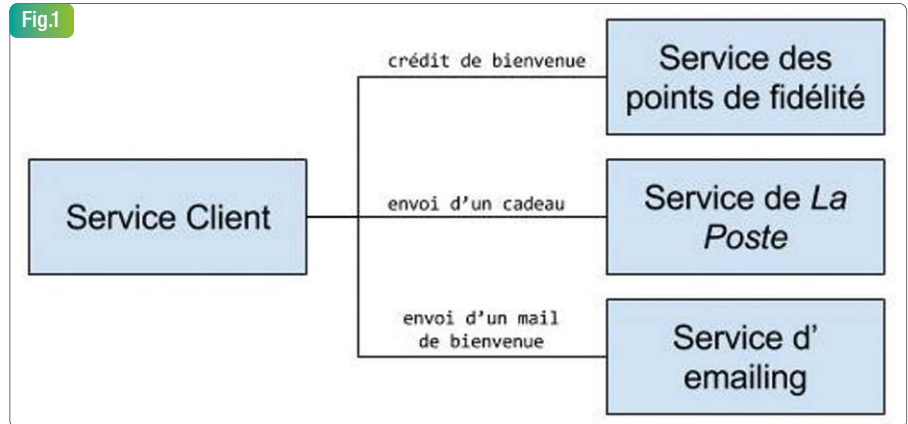 Fig.1
crédit de bienvenue
Service des
points de fidélité
Service Client
envoi d'un cadeau
Service de La
Poste
envoi d'un mail
de bienvenue
Service d'
emailing